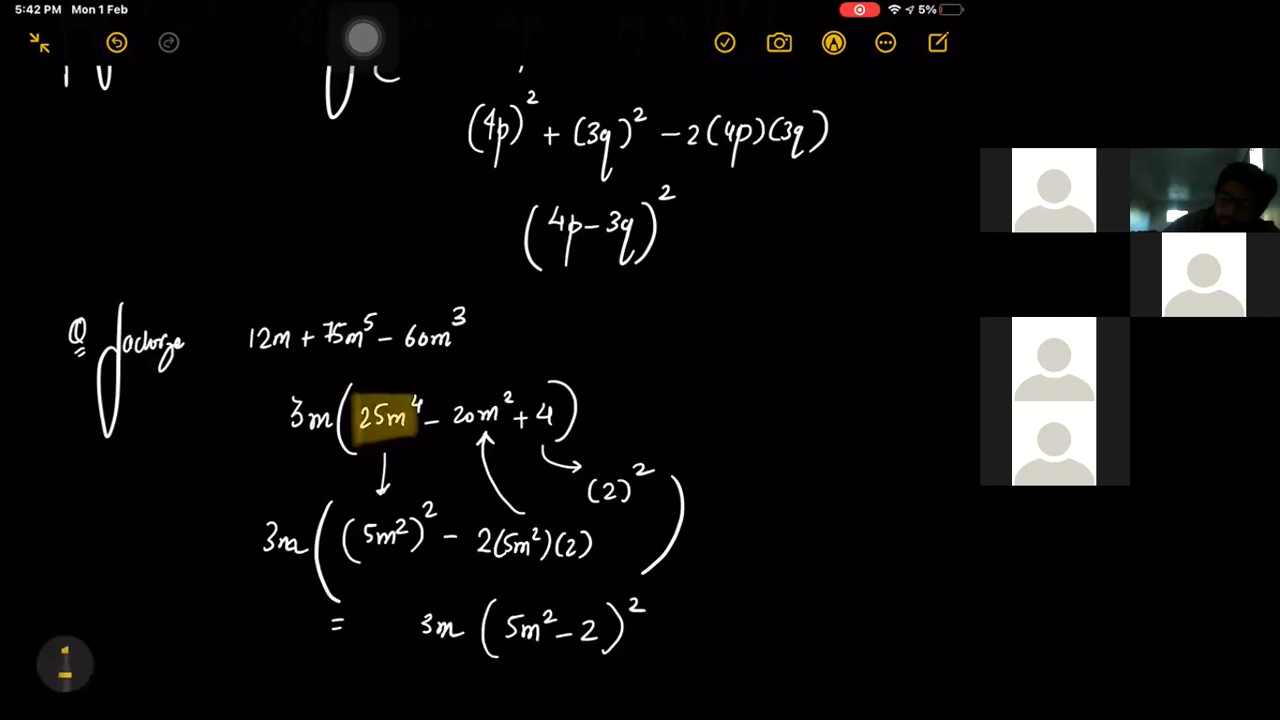 5:42 PM Mon 1 Feb 5%
(4p)² + (3q)² − 2(4p)(3q)
(4p − 3q)²
Q factorize 12m + 75m⁵ − 60m³
3m(25m⁴ − 20m² + 4)
(2)²
3m((5m²)² − 2(5m²)(2) )
= 3m (5m² − 2)²